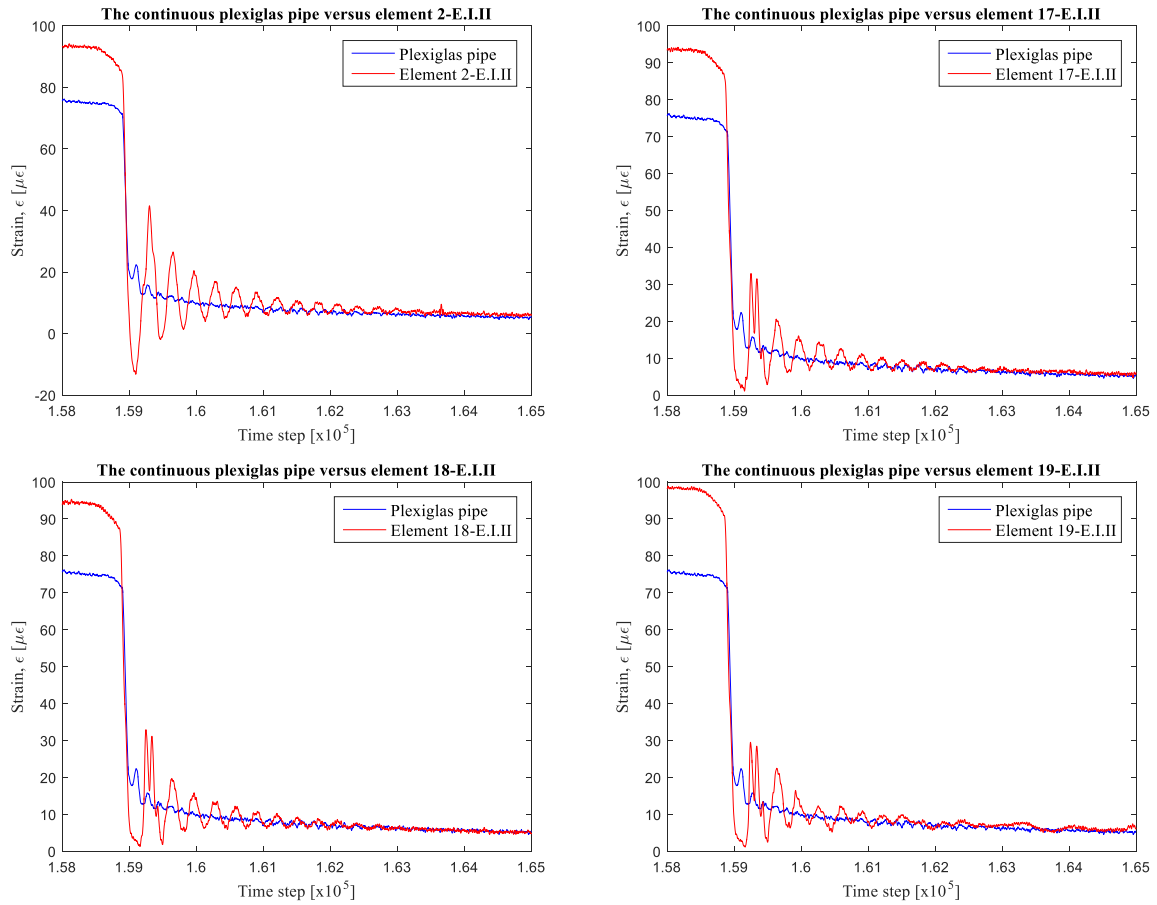 The continuous plexiglas pipe versus element 2-E.I.II
100
80
60
40
20
0
-20
Strain, ϵ [μϵ]
Plexiglas pipe
Element 2-E.I.II
1.58 1.59 1.6 1.61 1.62 1.63 1.64 1.65
Time step [x10⁵]
The continuous plexiglas pipe versus element 17-E.I.II
100
90
80
70
60
50
40
30
20
10
0
Strain, ϵ [μϵ]
Plexiglas pipe
Element 17-E.I.II
1.58 1.59 1.6 1.61 1.62 1.63 1.64 1.65
Time step [x10⁵]
The continuous plexiglas pipe versus element 18-E.I.II
100
90
80
70
60
50
40
30
20
10
0
Strain, ϵ [μϵ]
Plexiglas pipe
Element 18-E.I.II
1.58 1.59 1.6 1.61 1.62 1.63 1.64 1.65
Time step [x10⁵]
The continuous plexiglas pipe versus element 19-E.I.II
100
90
80
70
60
50
40
30
20
10
0
Strain, ϵ [μϵ]
Plexiglas pipe
Element 19-E.I.II
1.58 1.59 1.6 1.61 1.62 1.63 1.64 1.65
Time step [x10⁵]